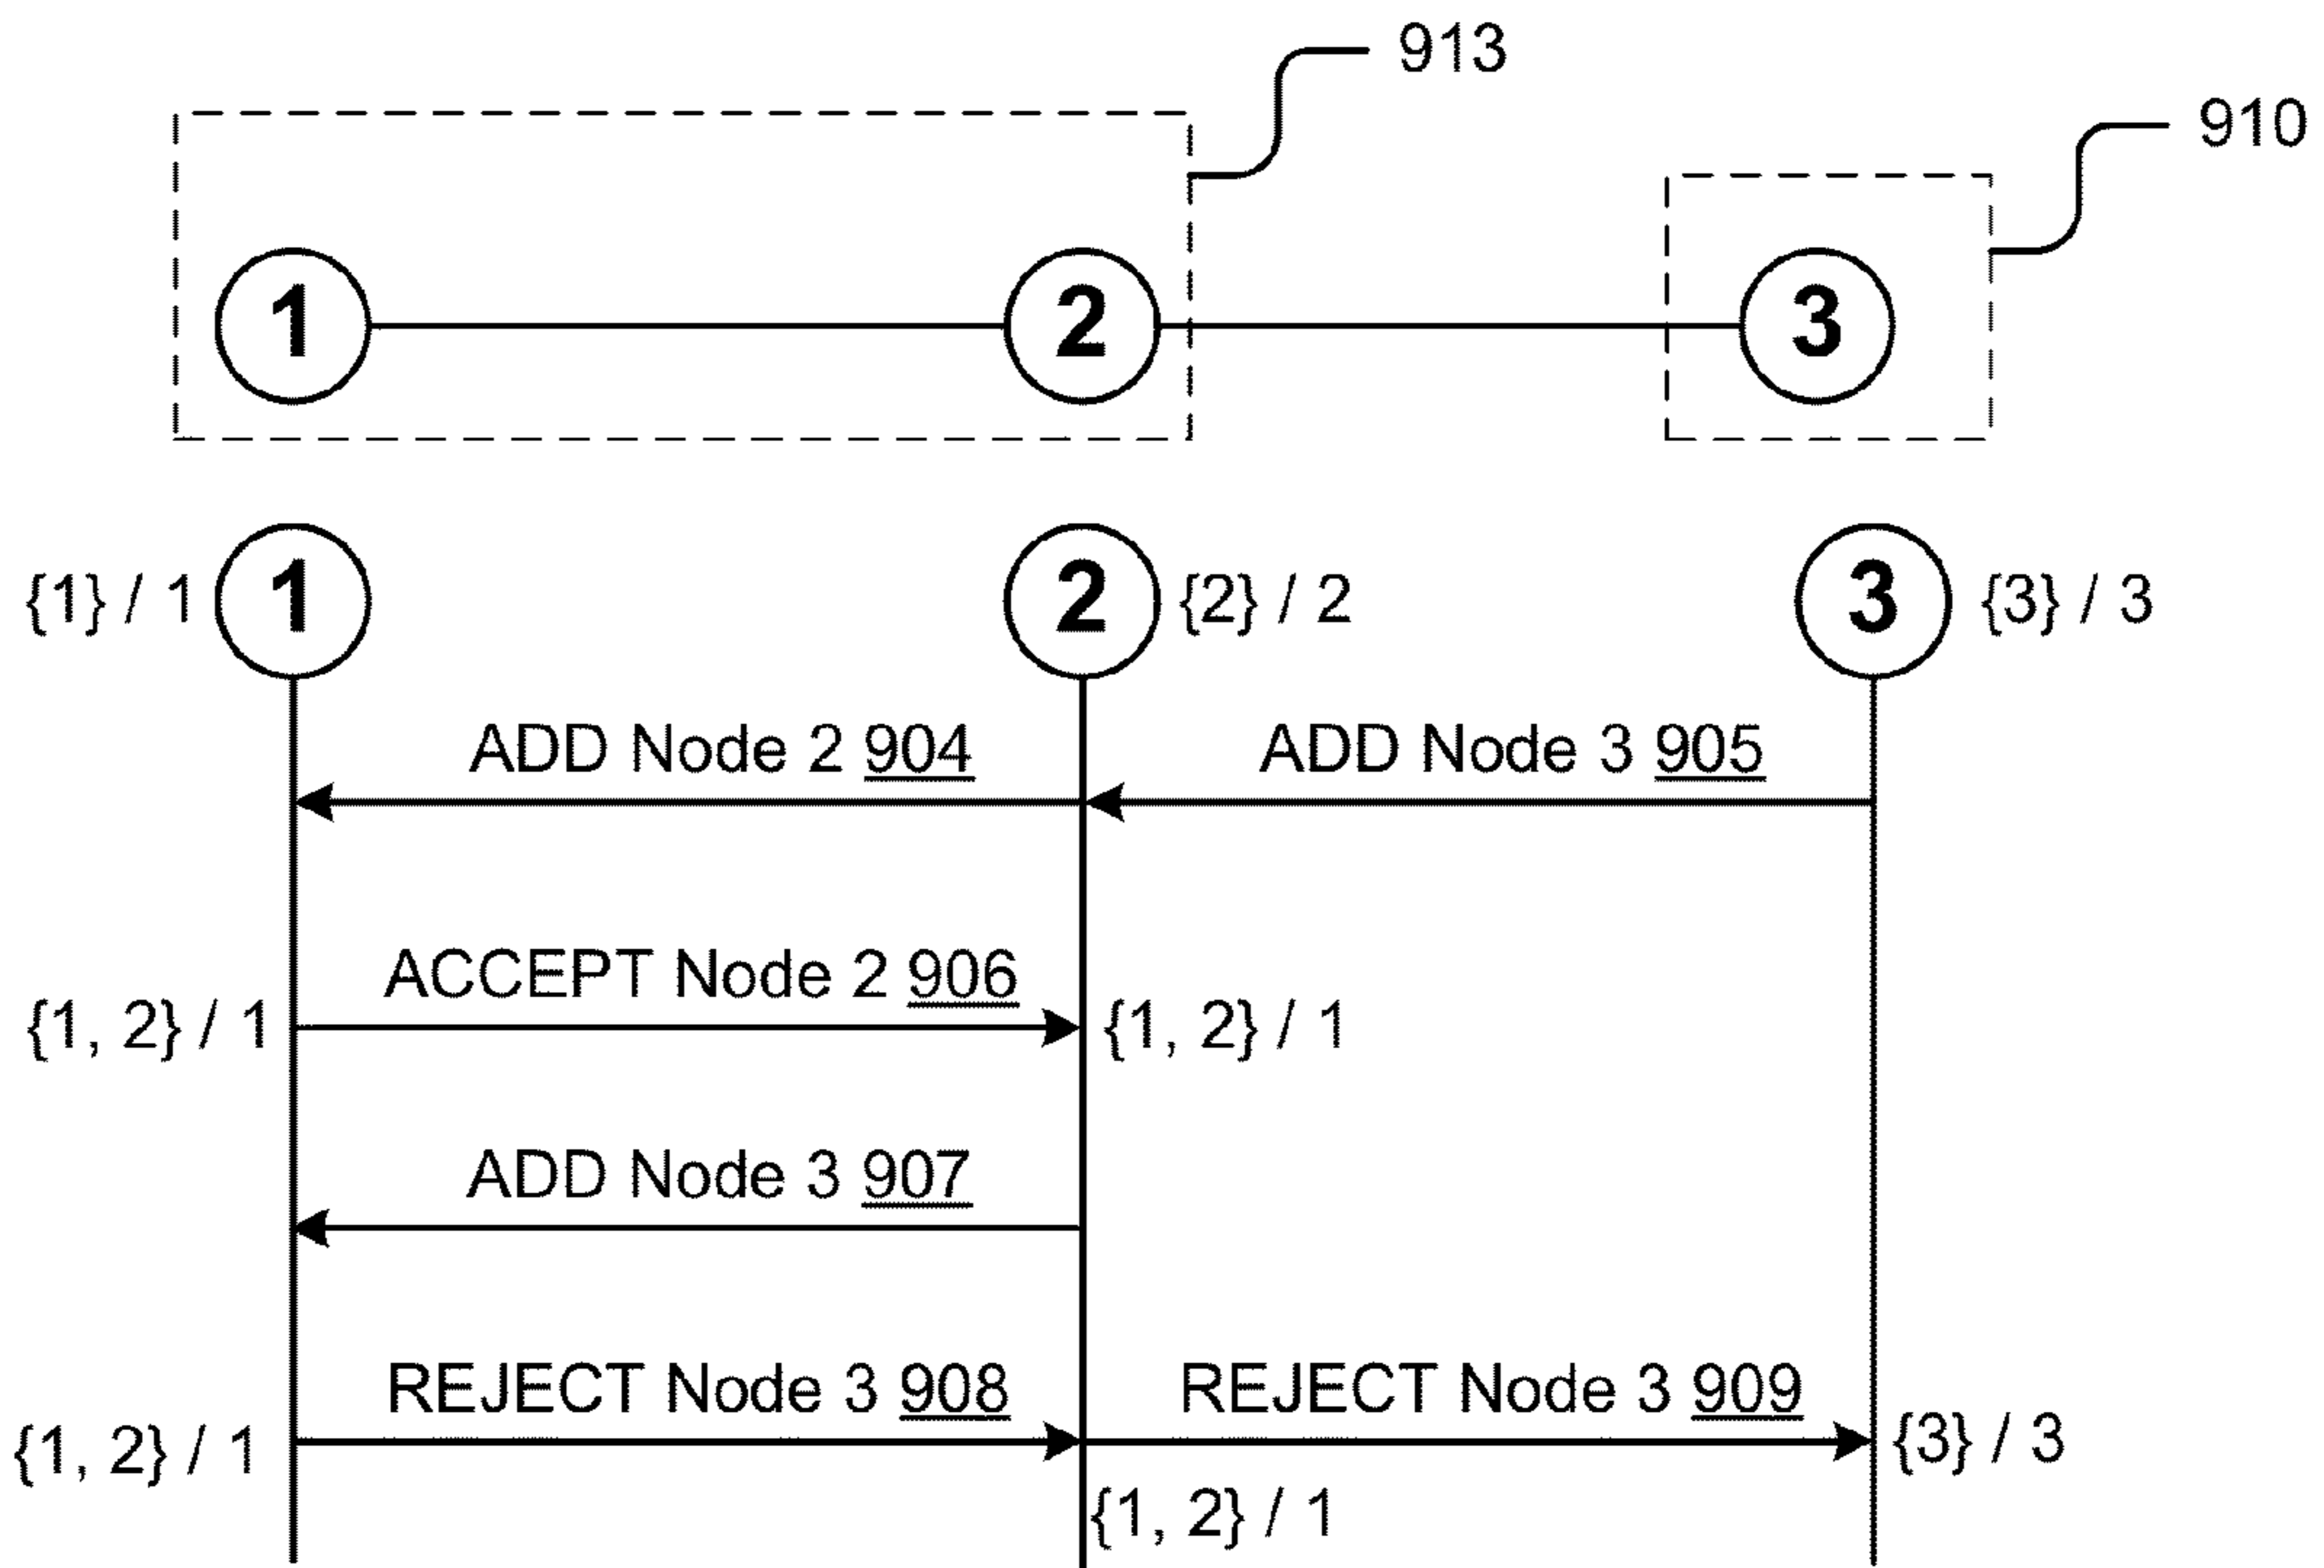 913
910
1
2
3
{1} / 1
1
2
{2} / 2
3
{3} / 3
ADD Node 2 904
ADD Node 3 905
ACCEPT Node 2 906
{1, 2} / 1
{1, 2} / 1
ADD Node 3 907
REJECT Node 3 908
REJECT Node 3 909
{1, 2} / 1
{3} / 3
{1, 2} / 1